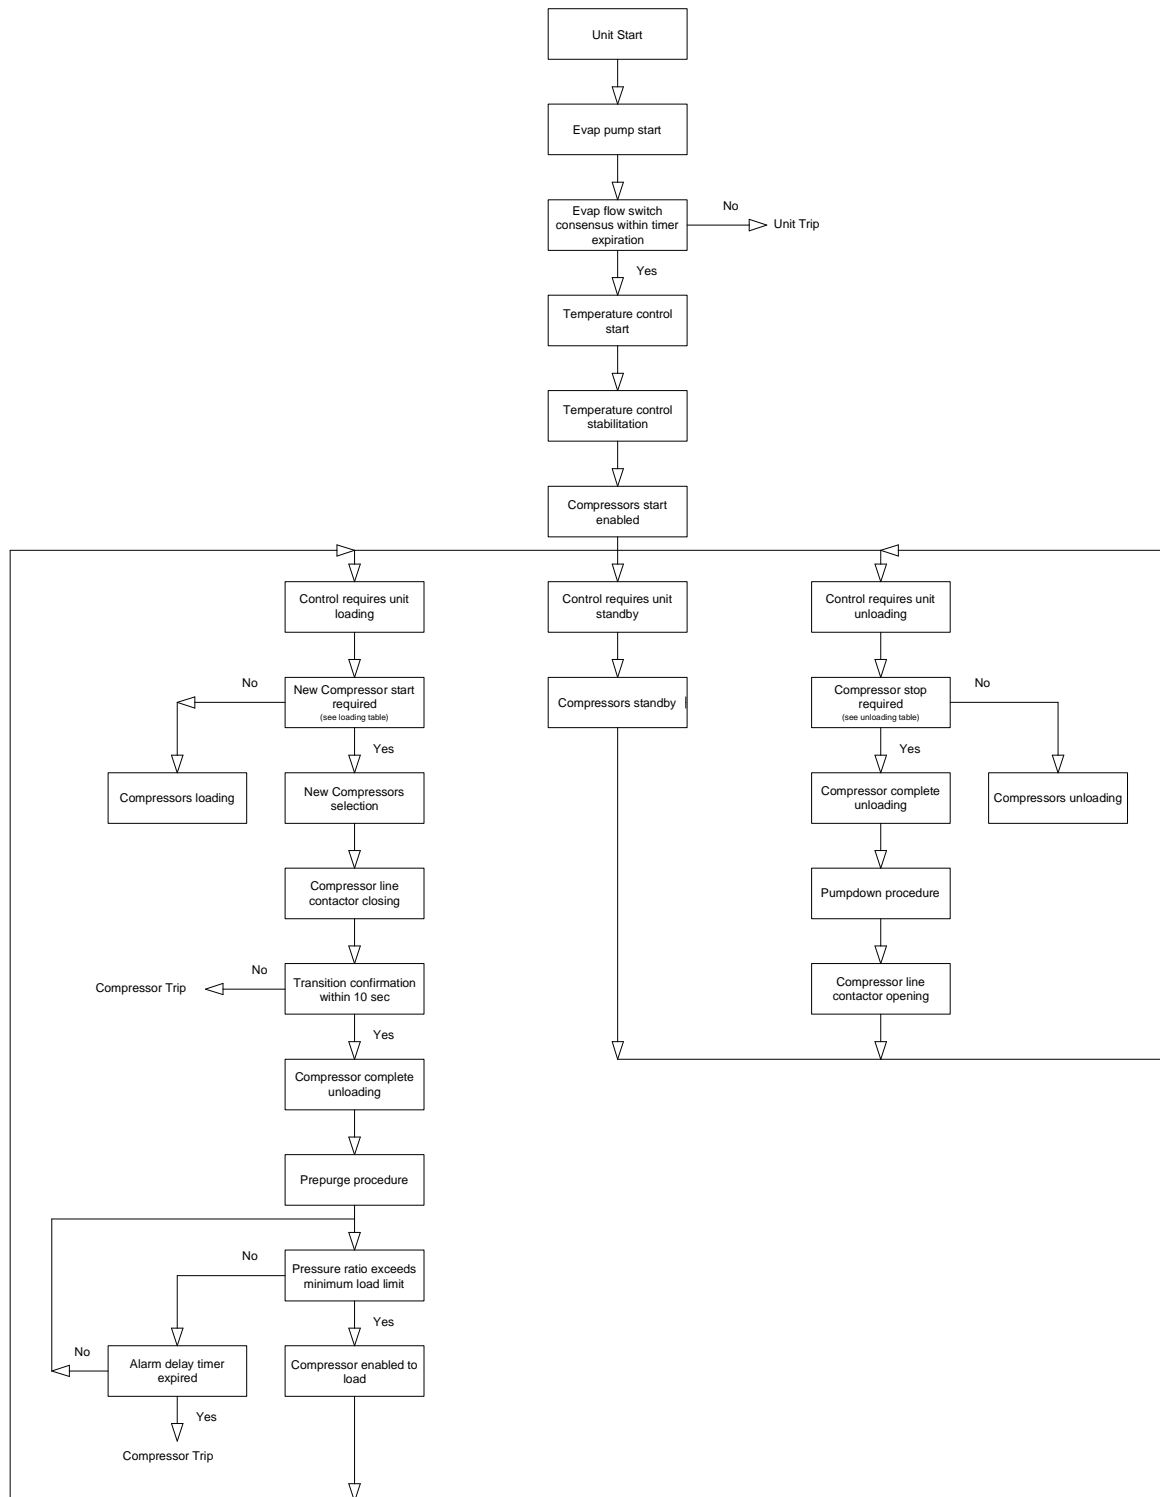 Unit Start
Evap pump start
Evap flow switch
consensus within timer
expiration
No
Unit Trip
Yes
Temperature control
start
Temperature control
stabilitation
Compressors start
enabled
Control requires unit
loading
Control requires unit
standby
Control requires unit
unloading
No
New Compressor start
required
(see loading table)
Compressors standby
Compressor stop
required
(see unloading table)
No
Yes
Yes
Compressors loading
New Compressors
selection
Compressor complete
unloading
Compressors unloading
Compressor line
contactor closing
Pumpdown procedure
Compressor Trip
No
Transition confirmation
within 10 sec
Compressor line
contactor opening
Yes
Compressor complete
unloading
Prepurge procedure
No
Pressure ratio exceeds
minimum load limit
Yes
No
Alarm delay timer
expired
Compressor enabled to
load
Yes
Compressor Trip